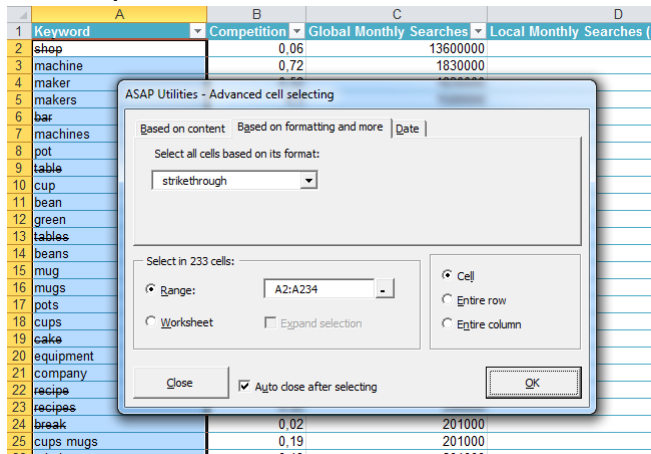 A B C D
1 Keyword Competition Global Monthly Searches Local Monthly Searches (
2 shop 0,06 13600000
3 machine 0,72 1830000
4 maker
5 makers
6 bar
7 machines
8 pot
9 table
10 cup
11 bean
12 green
13 tables
14 beans
15 mug
16 mugs
17 pots
18 cups
19 cake
20 equipment
21 company
22 recipe
23 recipes
24 break 0,02 201000
25 cups mugs 0,19 201000
ASAP Utilities - Advanced cell selecting
Based on content Based on formatting and more Date
Select all cells based on its format:
strikethrough
Select in 233 cells:
Range: A2:A234
Worksheet Expand selection
Cell
Entire row
Entire column
Close Auto close after selecting OK